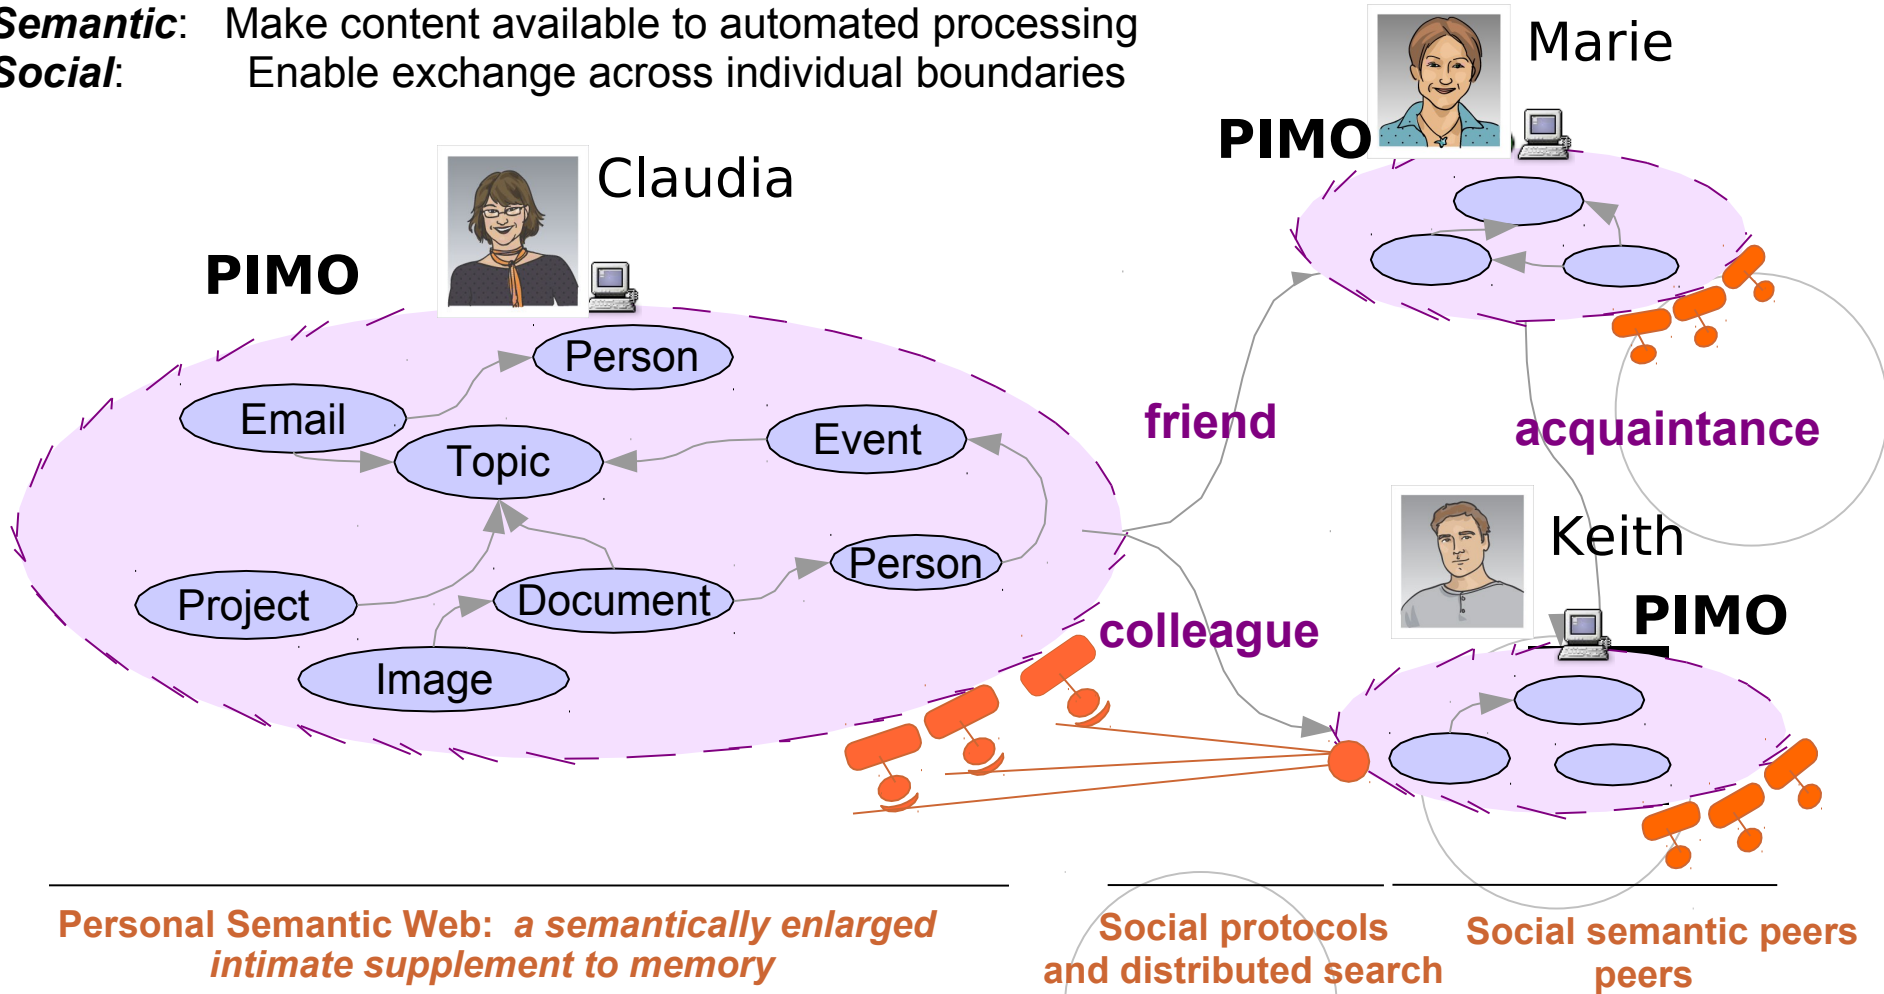 Semantic: Make content available to automated processing
Social: Enable exchange across individual boundaries
Marie
PIMO
Claudia
PIMO
Person
Email
Topic
Event
friend
acquaintance
Keith
PIMO
Person
Project
Document
colleague
Image
Personal Semantic Web: a semantically enlarged
intimate supplement to memory
Social protocols
and distributed search
Social semantic peers
peers